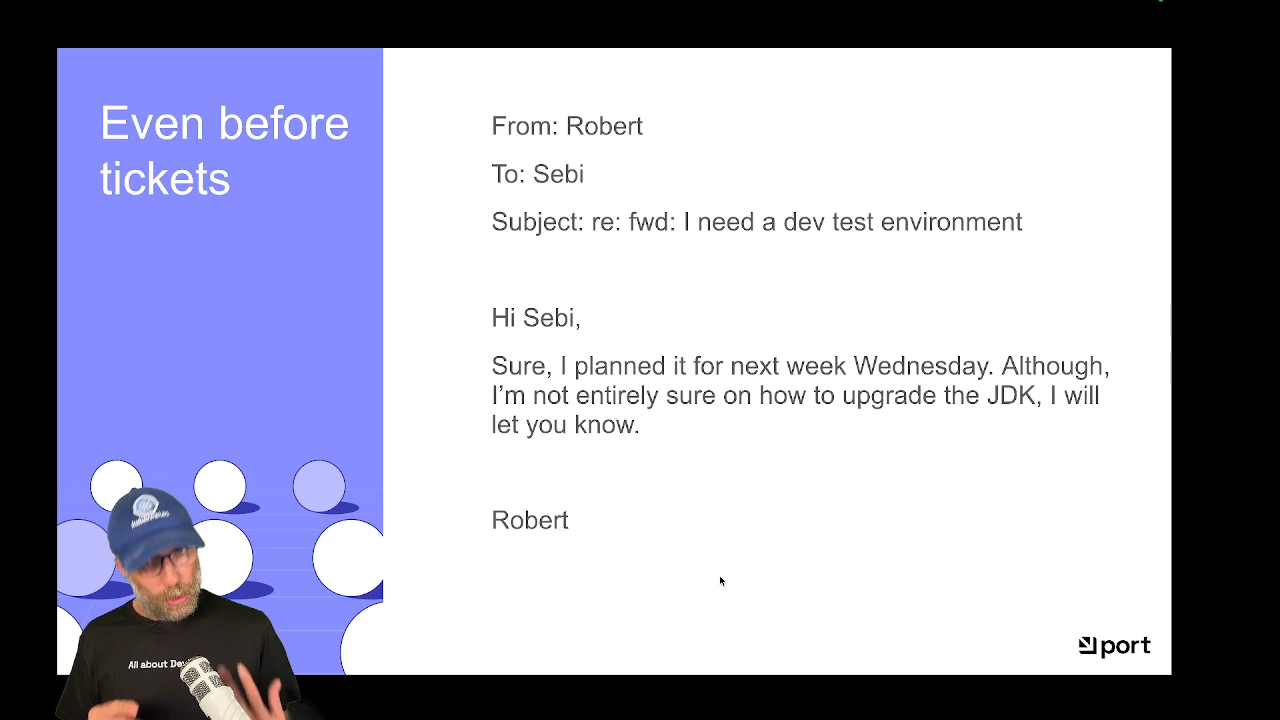 Even before
tickets
From: Robert
To: Sebi
Subject: re: fwd: I need a dev test environment
Hi Sebi,
Sure, I planned it for next week Wednesday. Although,
I’m not entirely sure on how to upgrade the JDK, I will
let you know.
Robert
port
All about